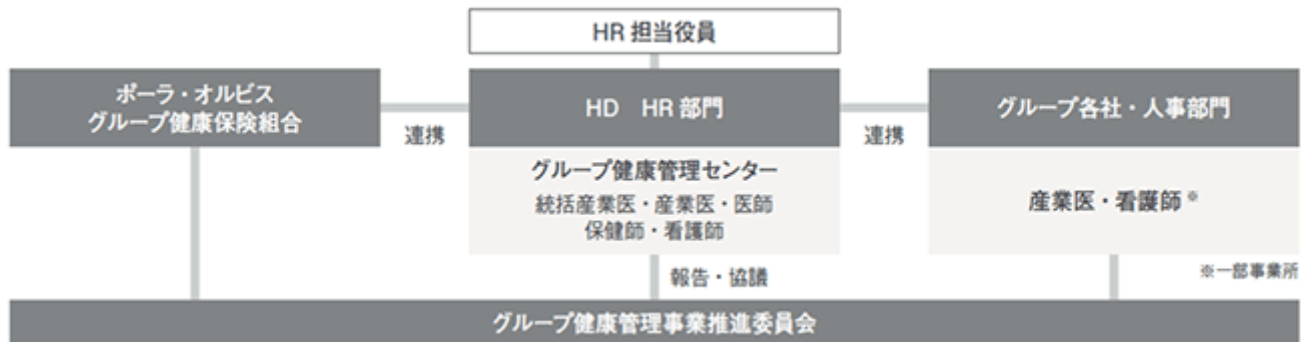 HR 担当役員
ポーラ・オルビス
グループ健康保険組合
連携
HD HR 部門
連携
グループ各社・人事部門
グループ健康管理センター
統括産業医・産業医・医師
保健師・看護師
産業医・看護師※
報告・協議
※一部事業所
グループ健康管理事業推進委員会